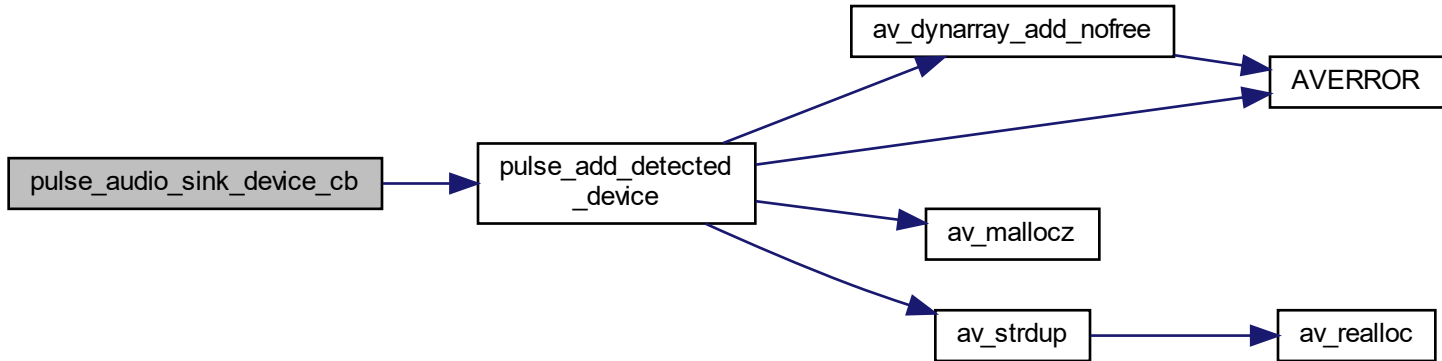 pulse_audio_sink_device_cb
pulse_add_detected
_device
av_dynarray_add_nofree
AVERROR
av_mallocz
av_strdup
av_realloc